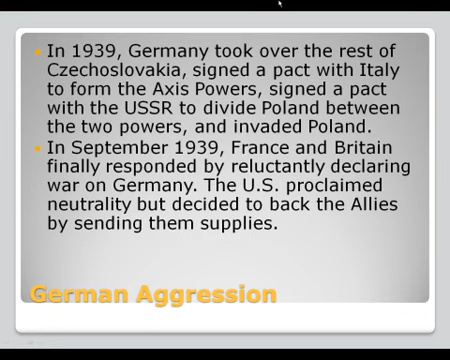 In 1939, Germany took over the rest of
Czechoslovakia, signed a pact with Italy
to form the Axis Powers, signed a pact
with the USSR to divide Poland between
the two powers, and invaded Poland.
In September 1939, France and Britain
finally responded by reluctantly declaring
war on Germany. The U.S. proclaimed
neutrality but decided to back the Allies
by sending them supplies.
German Aggression